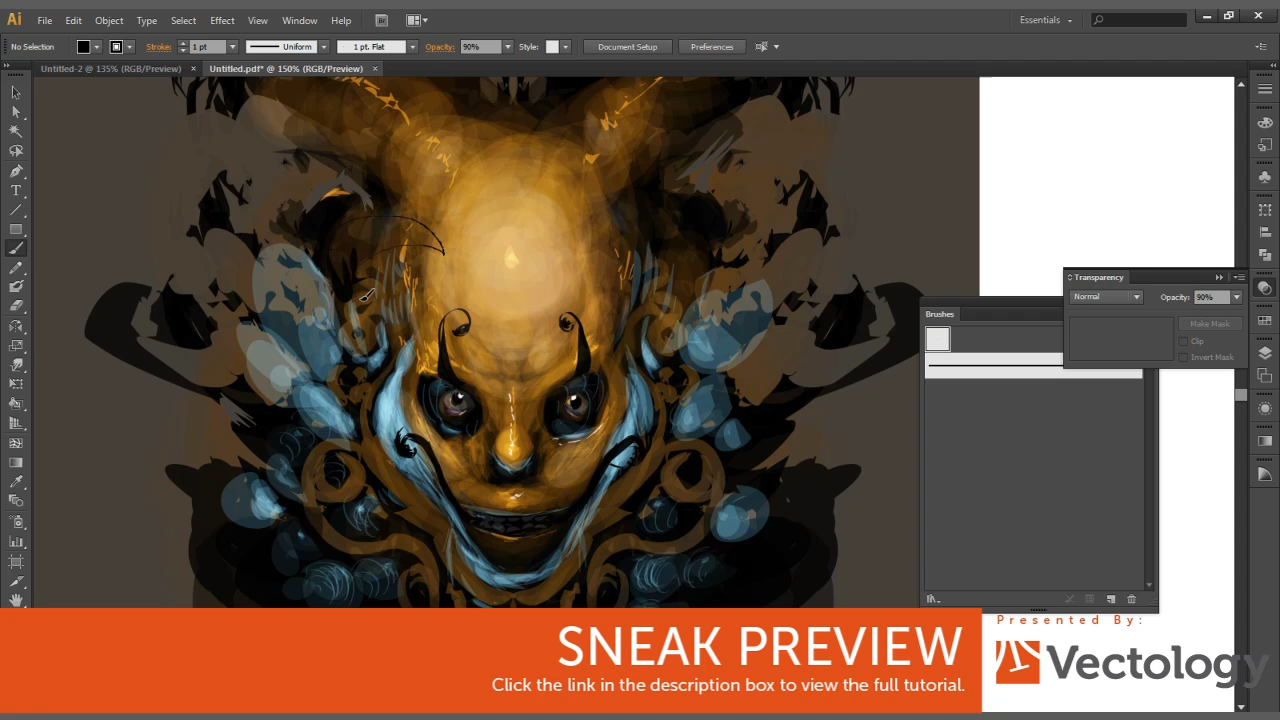 Ai File Edit Object Type Select Effect View Window Help Br Essentials
No Selection Stroke: 1 pt Uniform 1 pt. Flat Opacity: 90% Style: Document Setup Preferences
Untitled-2 @ 135% (RGB/Preview) × Untitled.pdf* @ 150% (RGB/Preview) ×
Transparency
Normal Opacity: 90%
Make Mask
Clip
Invert Mask
Brushes
SNEAK PREVIEW
Click the link in the description box to view the full tutorial.
Presented By:
Vectology